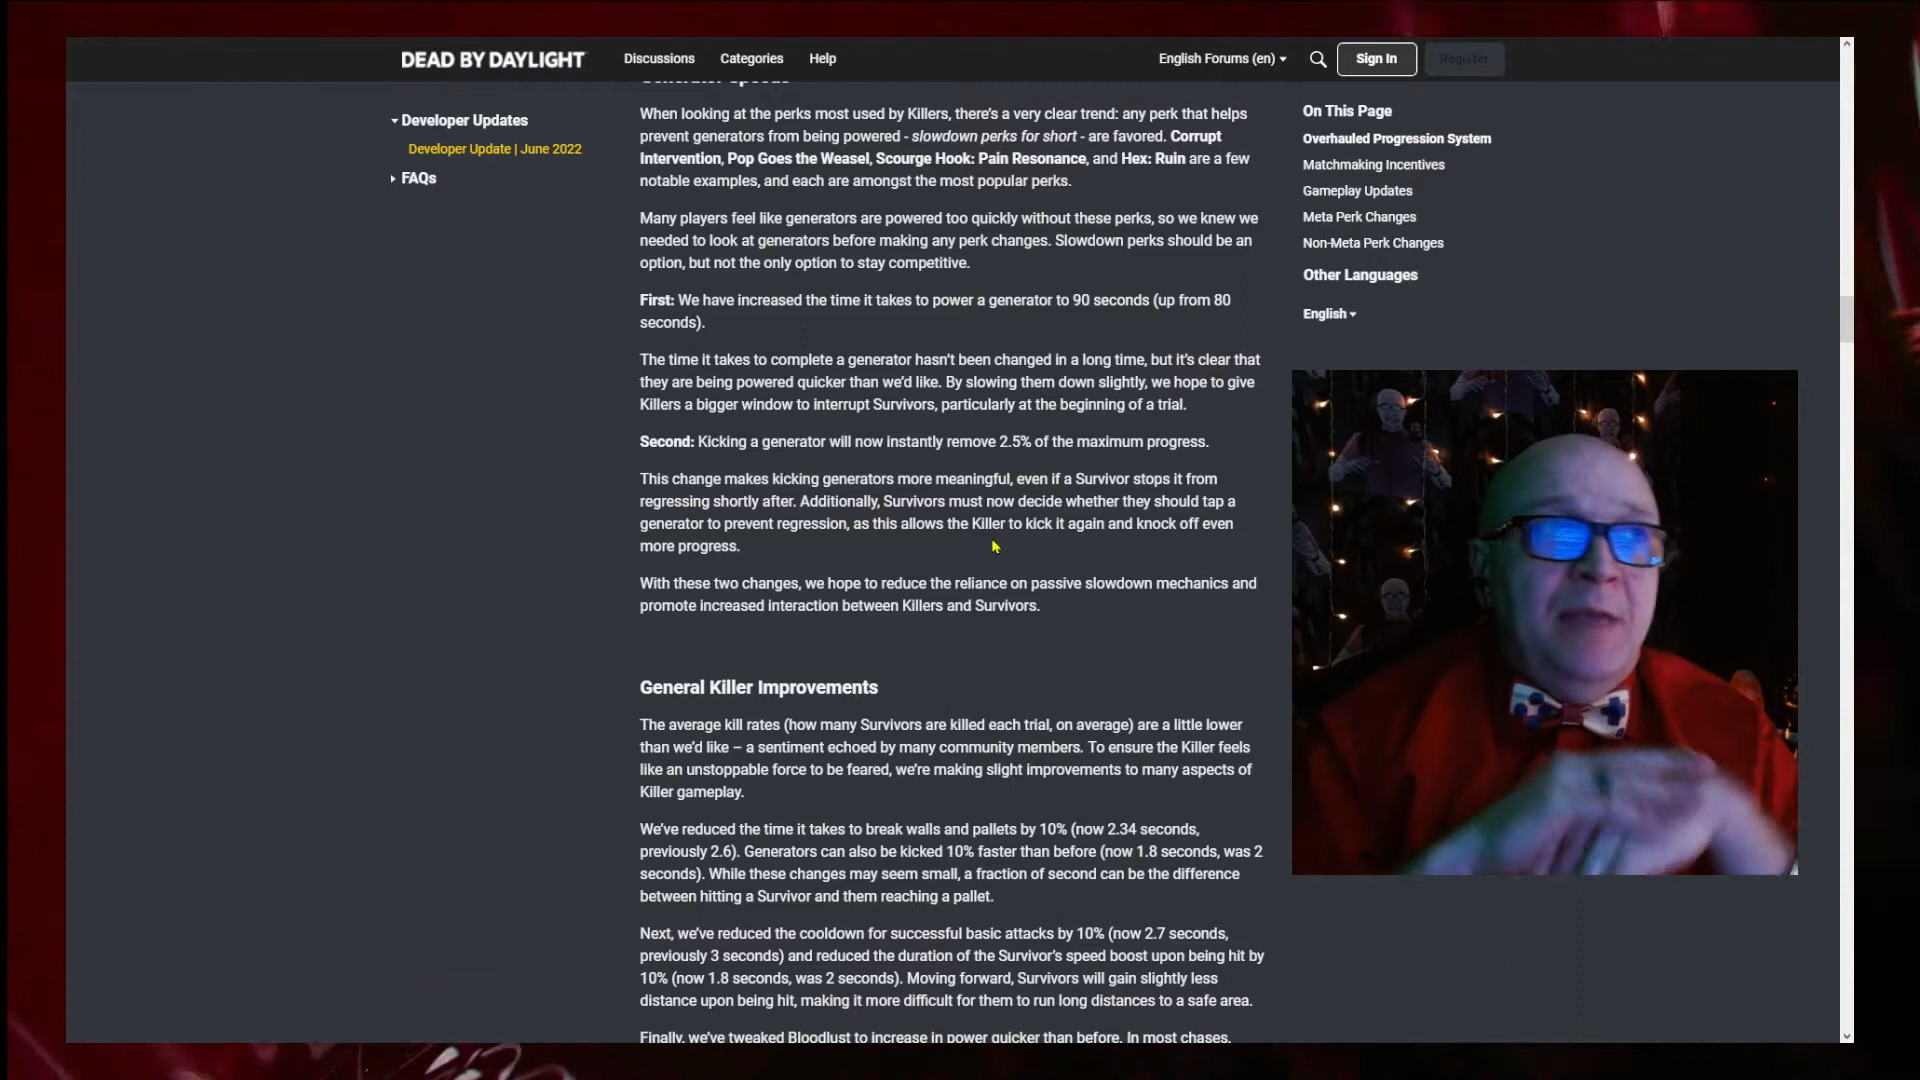 DEAD BY DAYLIGHT
Discussions
Categories
Help
English Forums (en)
Sign In
Register
Developer Updates
Developer Update | June 2022
FAQs
Generator Speeds
When looking at the perks most used by Killers, there's a very clear trend: any perk that helps
prevent generators from being powered - slowdown perks for short - are favored. Corrupt
Intervention, Pop Goes the Weasel, Scourge Hook: Pain Resonance, and Hex: Ruin are a few
notable examples, and each are amongst the most popular perks.
Many players feel like generators are powered too quickly without these perks, so we knew we
needed to look at generators before making any perk changes. Slowdown perks should be an
option, but not the only option to stay competitive.
First: We have increased the time it takes to power a generator to 90 seconds (up from 80
seconds).
The time it takes to complete a generator hasn't been changed in a long time, but it's clear that
they are being powered quicker than we'd like. By slowing them down slightly, we hope to give
Killers a bigger window to interrupt Survivors, particularly at the beginning of a trial.
Second: Kicking a generator will now instantly remove 2.5% of the maximum progress.
This change makes kicking generators more meaningful, even if a Survivor stops it from
regressing shortly after. Additionally, Survivors must now decide whether they should tap a
generator to prevent regression, as this allows the Killer to kick it again and knock off even
more progress.
With these two changes, we hope to reduce the reliance on passive slowdown mechanics and
promote increased interaction between Killers and Survivors.
General Killer Improvements
The average kill rates (how many Survivors are killed each trial, on average) are a little lower
than we'd like – a sentiment echoed by many community members. To ensure the Killer feels
like an unstoppable force to be feared, we're making slight improvements to many aspects of
Killer gameplay.
We've reduced the time it takes to break walls and pallets by 10% (now 2.34 seconds,
previously 2.6). Generators can also be kicked 10% faster than before (now 1.8 seconds, was 2
seconds). While these changes may seem small, a fraction of second can be the difference
between hitting a Survivor and them reaching a pallet.
Next, we've reduced the cooldown for successful basic attacks by 10% (now 2.7 seconds,
previously 3 seconds) and reduced the duration of the Survivor's speed boost upon being hit by
10% (now 1.8 seconds, was 2 seconds). Moving forward, Survivors will gain slightly less
distance upon being hit, making it more difficult for them to run long distances to a safe area.
Finally, we've tweaked Bloodlust to increase in power quicker than before. In most chases,
On This Page
Overhauled Progression System
Matchmaking Incentives
Gameplay Updates
Meta Perk Changes
Non-Meta Perk Changes
Other Languages
English